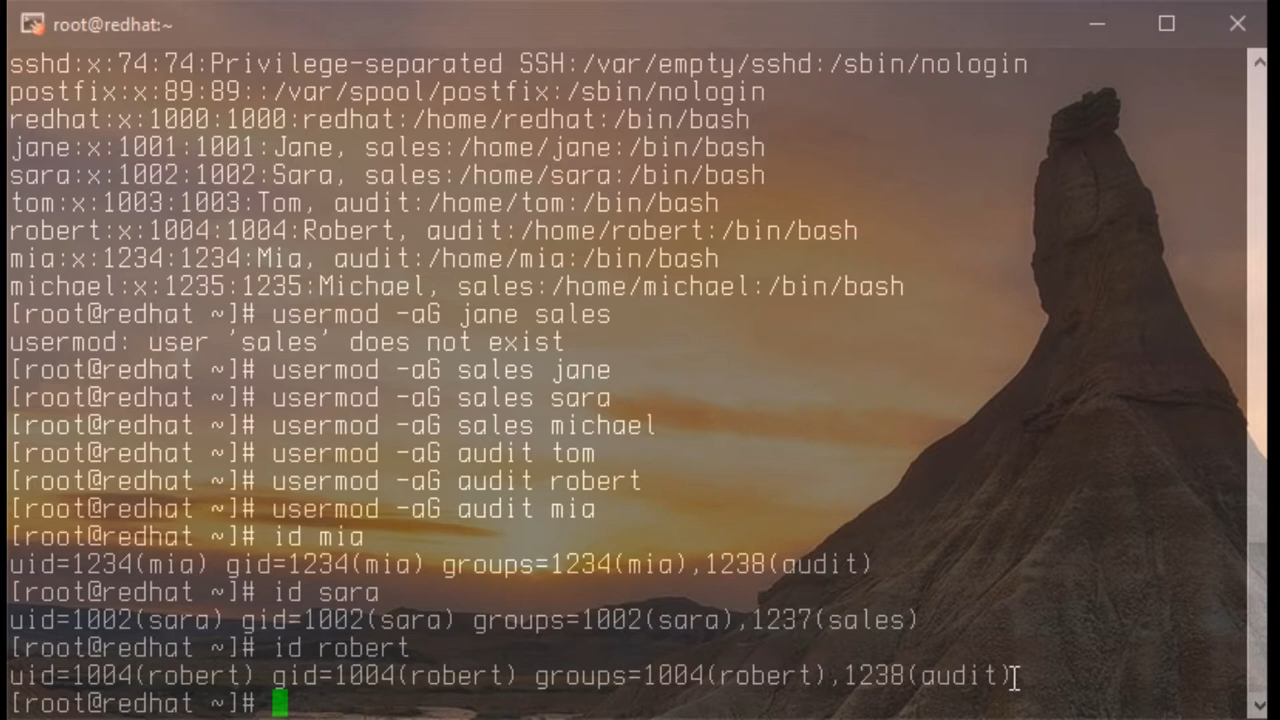 root@redhat:~
sshd:x:74:74:Privilege-separated SSH:/var/empty/sshd:/sbin/nologin
postfix:x:89:89::/var/spool/postfix:/sbin/nologin
redhat:x:1000:1000:redhat:/home/redhat:/bin/bash
jane:x:1001:1001:Jane, sales:/home/jane:/bin/bash
sara:x:1002:1002:Sara, sales:/home/sara:/bin/bash
tom:x:1003:1003:Tom, audit:/home/tom:/bin/bash
robert:x:1004:1004:Robert, audit:/home/robert:/bin/bash
mia:x:1234:1234:Mia, audit:/home/mia:/bin/bash
michael:x:1235:1235:Michael, sales:/home/michael:/bin/bash
[root@redhat ~]# usermod -aG jane sales
usermod: user 'sales' does not exist
[root@redhat ~]# usermod -aG sales jane
[root@redhat ~]# usermod -aG sales sara
[root@redhat ~]# usermod -aG sales michael
[root@redhat ~]# usermod -aG audit tom
[root@redhat ~]# usermod -aG audit robert
[root@redhat ~]# usermod -aG audit mia
[root@redhat ~]# id mia
uid=1234(mia) gid=1234(mia) groups=1234(mia),1238(audit)
[root@redhat ~]# id sara
uid=1002(sara) gid=1002(sara) groups=1002(sara),1237(sales)
[root@redhat ~]# id robert
uid=1004(robert) gid=1004(robert) groups=1004(robert),1238(audit)
[root@redhat ~]#